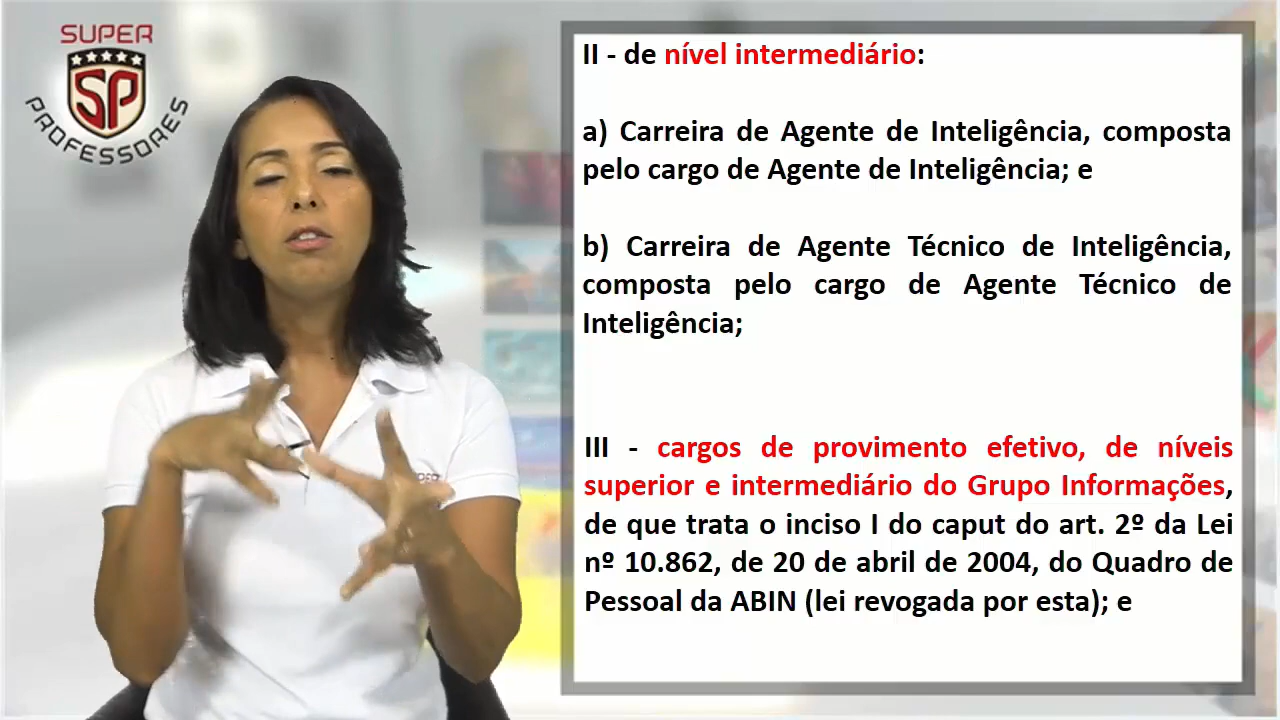 SUPER
SP
PROFESSORES
II - de nível intermediário:
a) Carreira de Agente de Inteligência, composta
pelo cargo de Agente de Inteligência; e
b) Carreira de Agente Técnico de Inteligência,
composta pelo cargo de Agente Técnico de
Inteligência;
III - cargos de provimento efetivo, de níveis
superior e intermediário do Grupo Informações,
de que trata o inciso I do caput do art. 2º da Lei
nº 10.862, de 20 de abril de 2004, do Quadro de
Pessoal da ABIN (lei revogada por esta); e